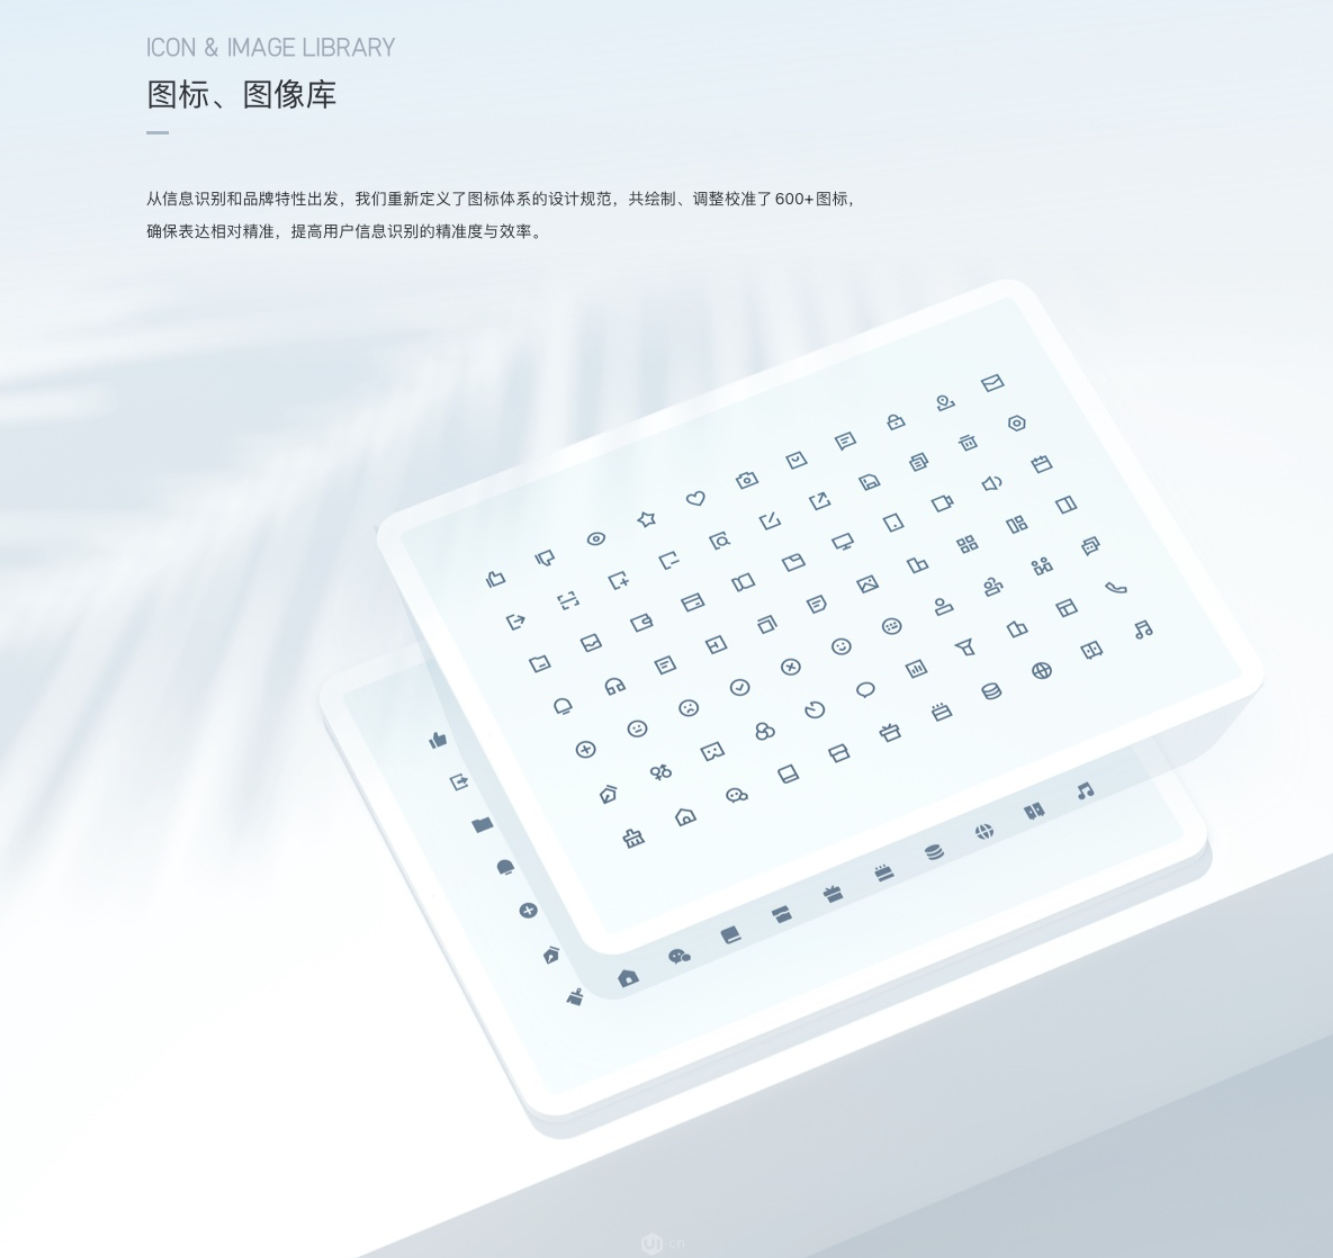 ICON & IMAGE LIBRARY
图标、图像库
从信息识别和品牌特性出发，我们重新定义了图标体系的设计规范，共绘制、调整校准了600+图标，
确保表达相对精准，提高用户信息识别的精准度与效率。